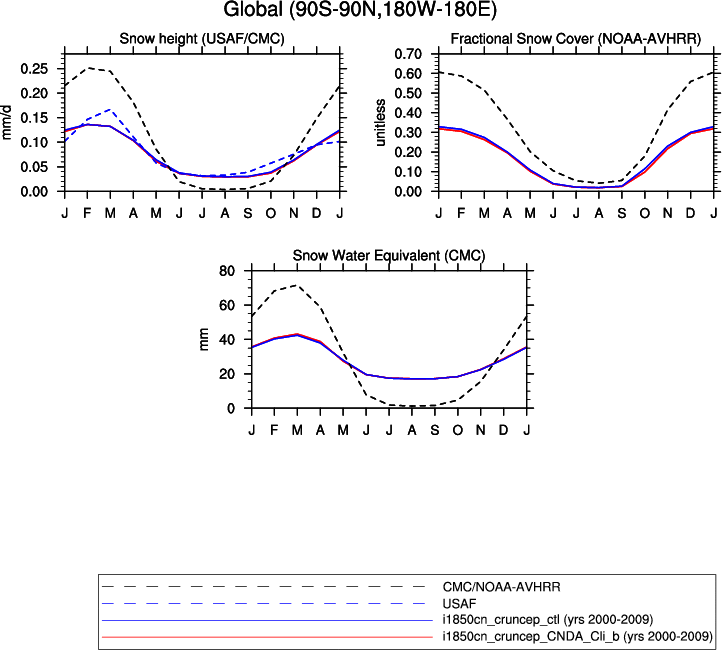 Global (90S-90N,180W-180E)
Snow height (USAF/CMC)
mm/d
0.25
0.20
0.15
0.10
0.05
0.00
J F M A M J J A S O N D J
Fractional Snow Cover (NOAA-AVHRR)
unitless
0.70
0.60
0.50
0.40
0.30
0.20
0.10
0.00
J F M A M J J A S O N D J
Snow Water Equivalent (CMC)
mm
80
60
40
20
0
J F M A M J J A S O N D J
CMC/NOAA-AVHRR
USAF
i1850cn_cruncep_ctl (yrs 2000-2009)
i1850cn_cruncep_CNDA_Cli_b (yrs 2000-2009)